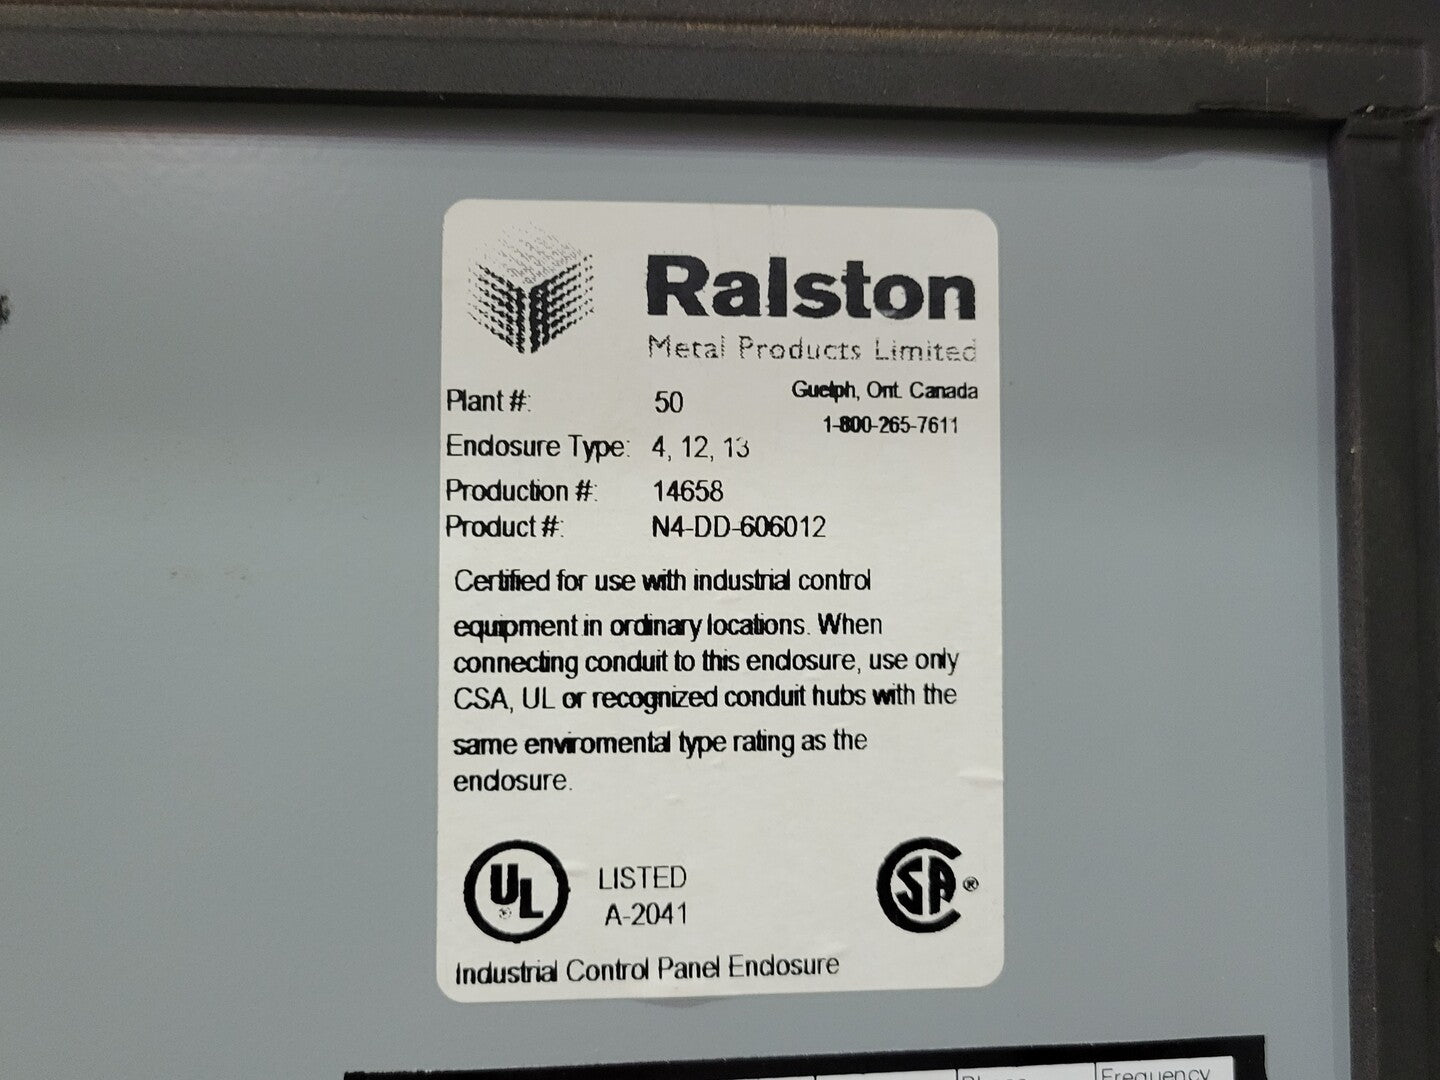 Ralston
Metal Products Limited
Guelph, Ont. Canada
1-800-265-7611
Plant #: 50
Enclosure Type: 4, 12, 13
Production #: 14658
Product #: N4-DD-606012
Certified for use with industrial control
equipment in ordinary locations. When
connecting conduit to this enclosure, use only
CSA, UL or recognized conduit hubs with the
same enviromental type rating as the
enclosure.
UL ® LISTED
A-2041
CSA ®
Industrial Control Panel Enclosure
Frequency